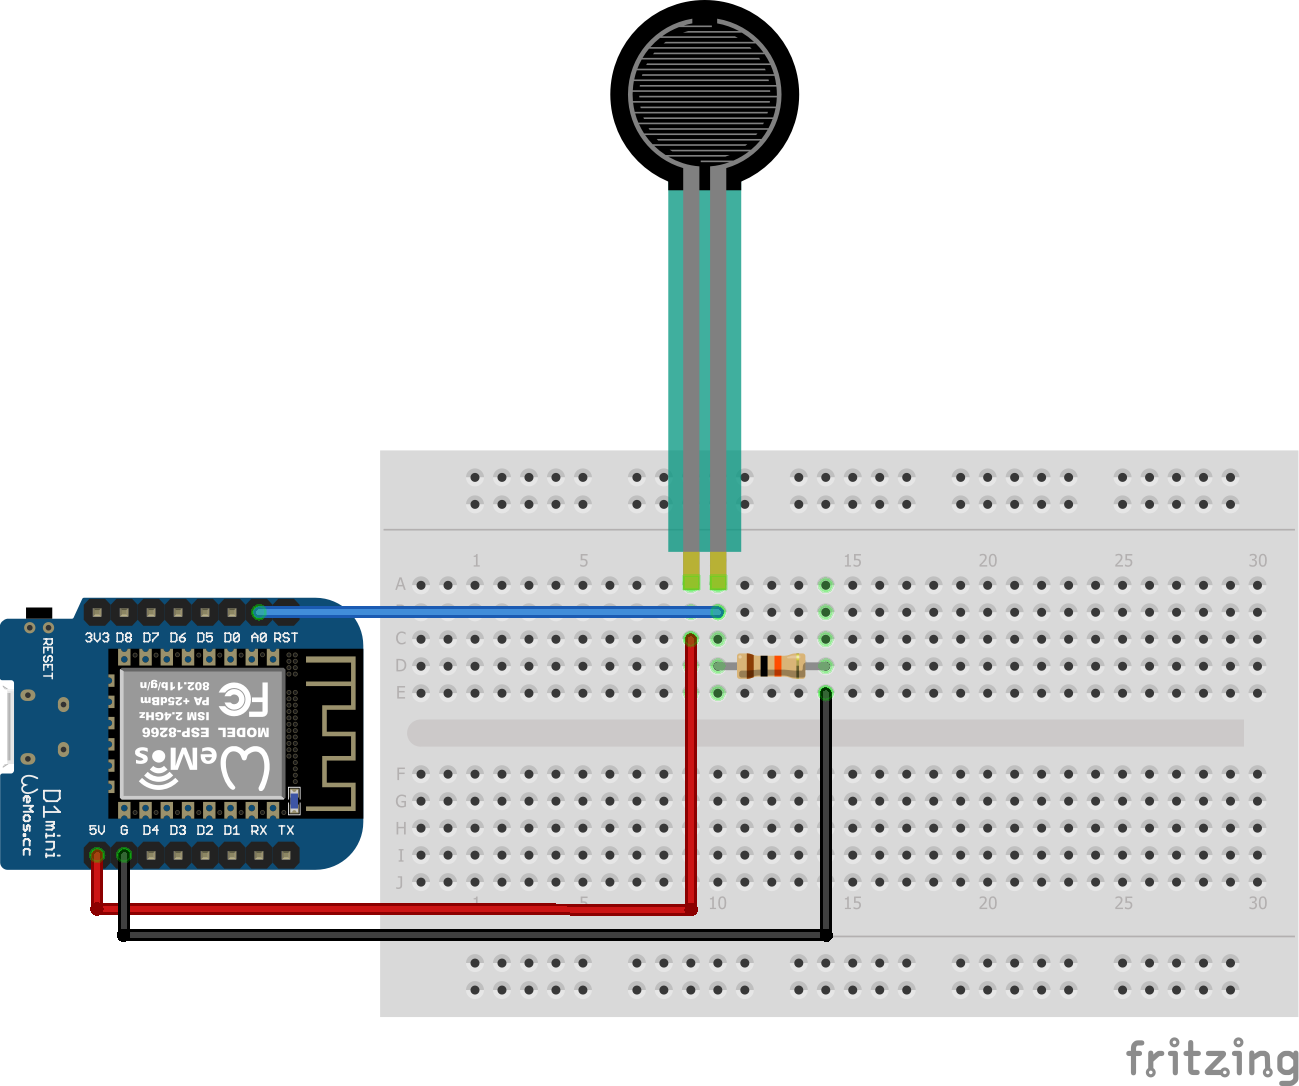 1 5 15 20 25 30
A
B
C
D
E
F
G
H
I
J
1 5 10 15 20 25 30
3V3 D8 D7 D6 D5 D0 A0 RST
RESET
802.11b/g/n
PA +25dBm
ISM 2.4GHz
MODEL ESP-8266
FC
WeMos
D1mini
WeMos.cc
5V G D4 D3 D2 D1 RX TX
fritzing